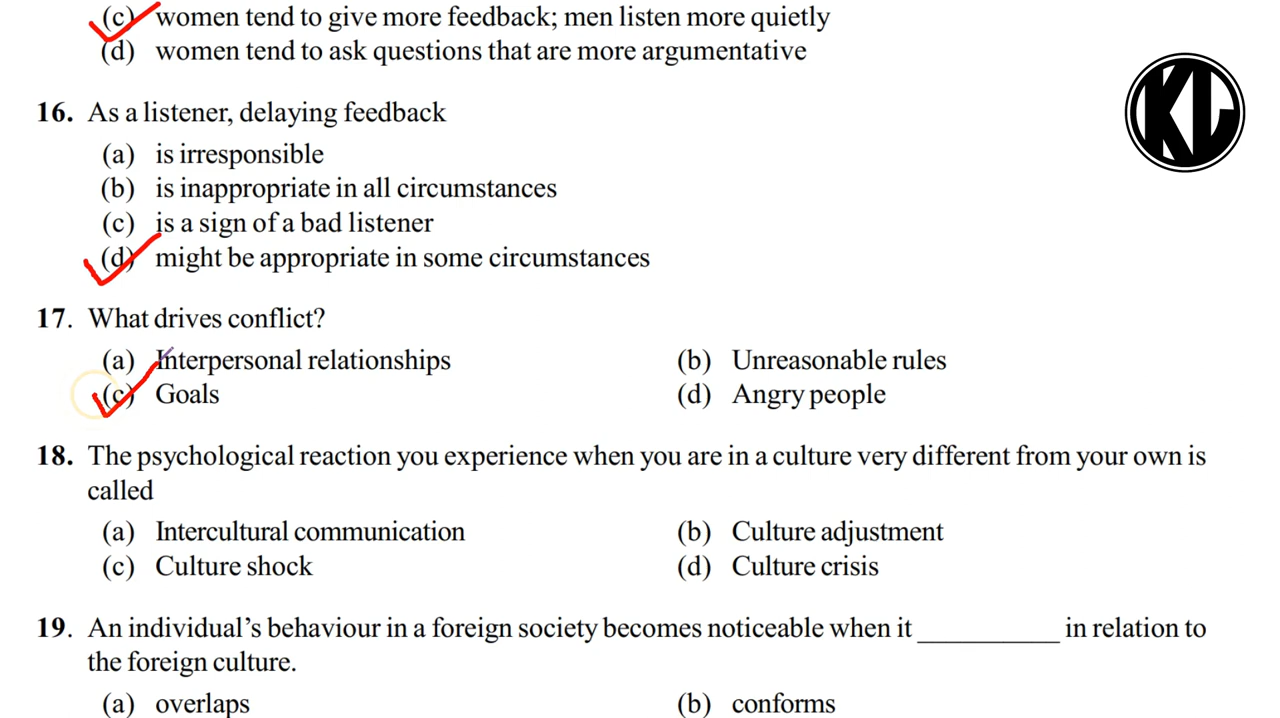 (c) women tend to give more feedback; men listen more quietly
(d) women tend to ask questions that are more argumentative
KL
16. As a listener, delaying feedback
(a) is irresponsible
(b) is inappropriate in all circumstances
(c) is a sign of a bad listener
(d) might be appropriate in some circumstances
17. What drives conflict?
(a) Interpersonal relationships (b) Unreasonable rules
(c) Goals (d) Angry people
18. The psychological reaction you experience when you are in a culture very different from your own is
called
(a) Intercultural communication (b) Culture adjustment
(c) Culture shock (d) Culture crisis
19. An individual’s behaviour in a foreign society becomes noticeable when it __________ in relation to
the foreign culture.
(a) overlaps (b) conforms